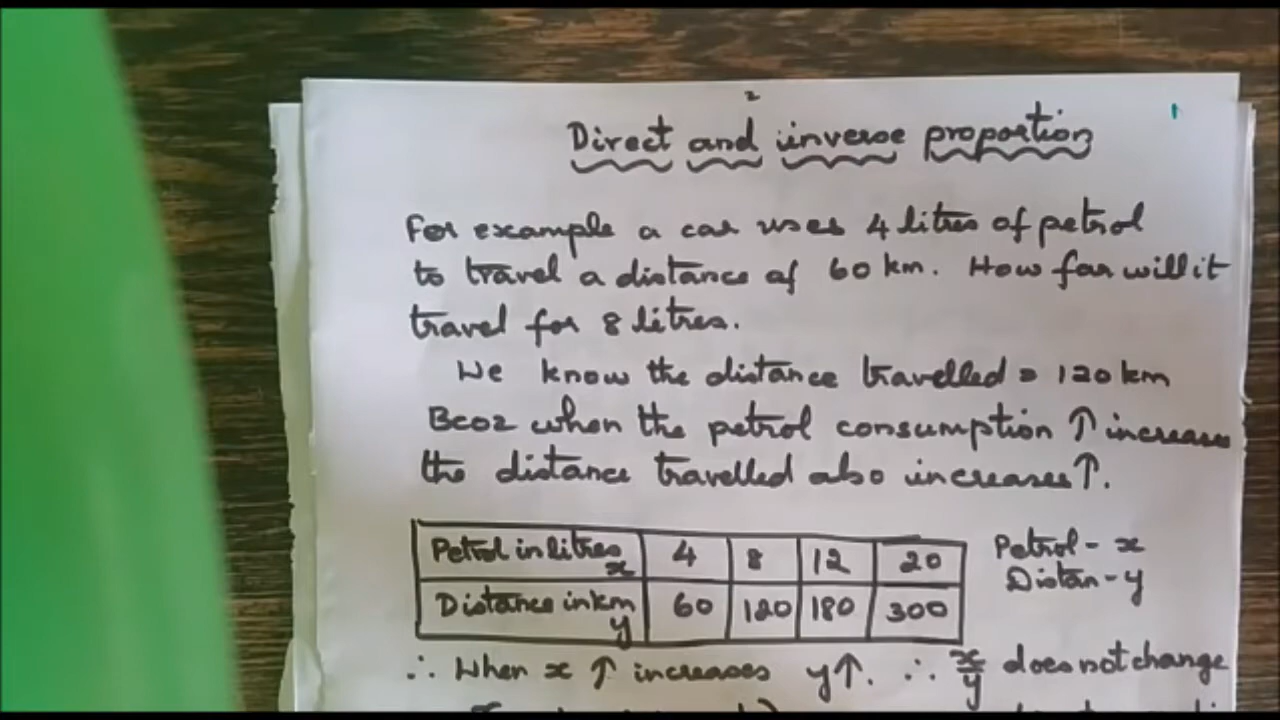 Direct and inverse proportion
For example a car uses 4 litres of petrol
to travel a distance of 60 km. How far will it
travel for 8 litres.
We know the distance travelled = 120 km
Bcoz when the petrol consumption ↑ increases
the distance travelled also increases ↑.
Petrol in litres x 4 8 12 20
Petrol - x
Distan - y
Distance in km y 60 120 180 300
∴ When x ↑ increases y ↑. ∴ x/y does not change